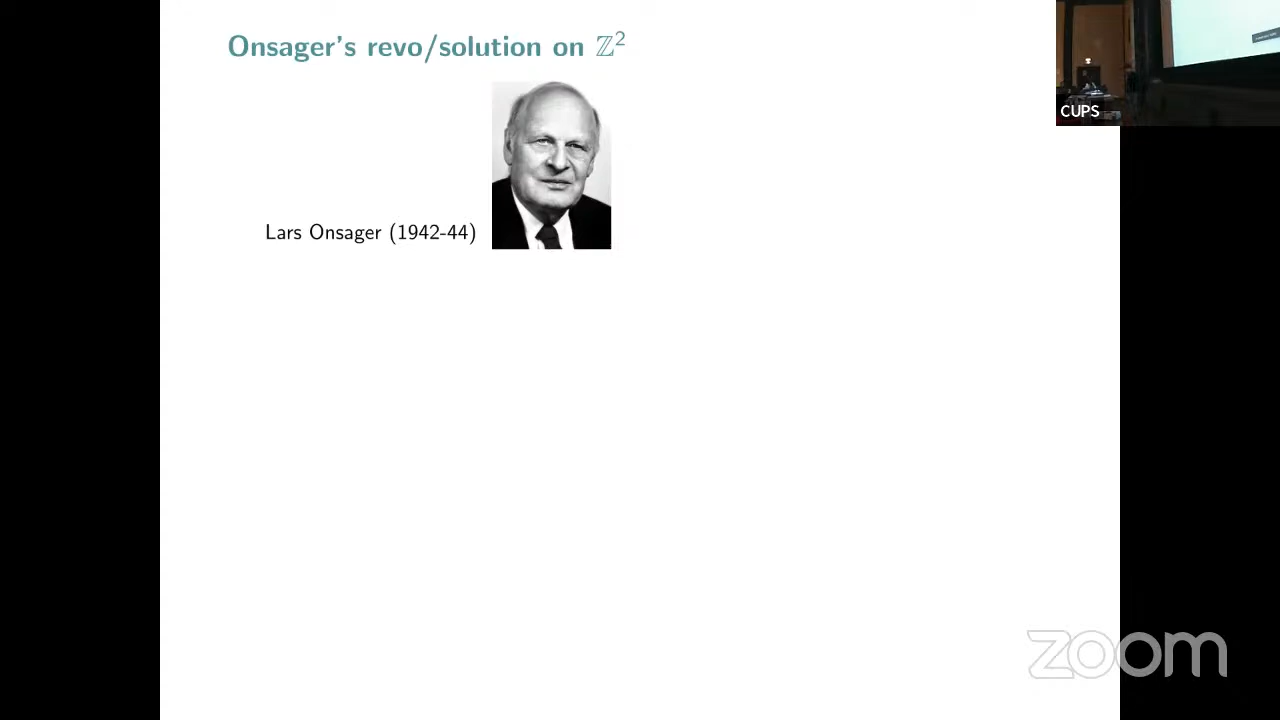 Onsager's revo/solution on ℤ²
CUPS
Lars Onsager (1942-44)
zoom